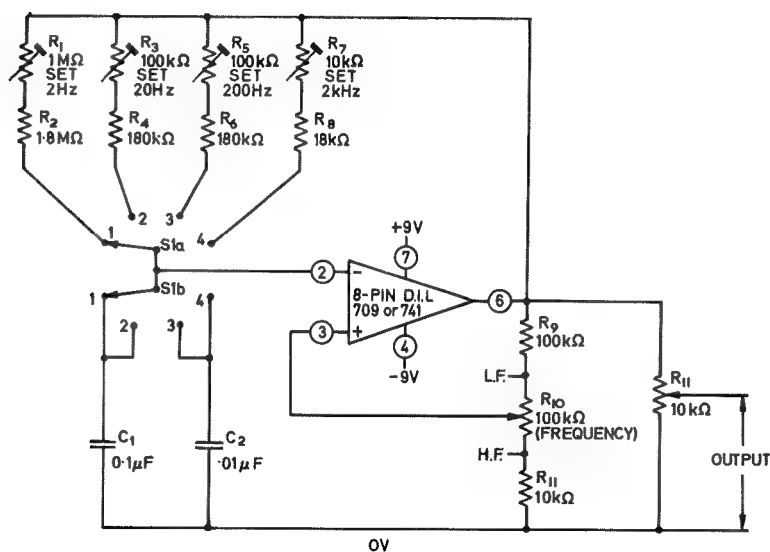 R1
1MΩ
SET
2Hz
R3
100kΩ
SET
20Hz
R5
100kΩ
SET
200Hz
R7
10kΩ
SET
2kHz
R2
1·8MΩ
R4
180kΩ
R6
180kΩ
R8
18kΩ
1
2
3
4
S1a
S1b
1
2
3
4
+9V
7
2
-
8-PIN D.I.L
709 or 741
6
3
+
4
-9V
R9
100kΩ
L.F.
R10
100kΩ
(FREQUENCY)
H.F.
R11
10kΩ
R11
10kΩ
OUTPUT
C1
0·1μF
C2
·01μF
0V